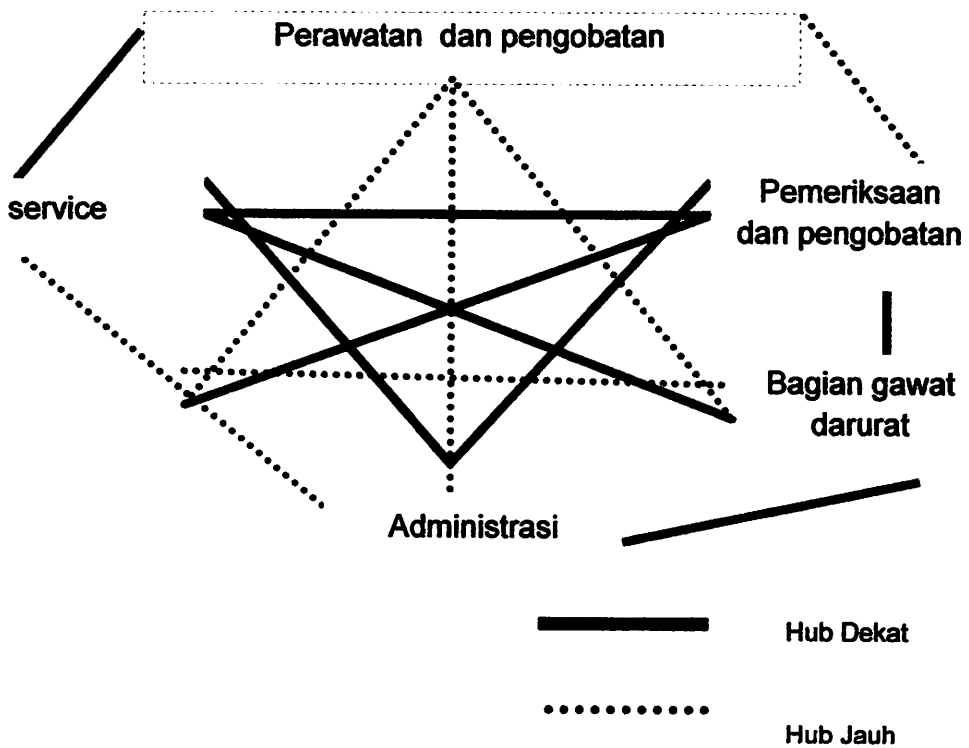 Perawatan dan pengobatan
service
Pemeriksaan
dan pengobatan
Bagian gawat
darurat
Administrasi
Hub Dekat
Hub Jauh